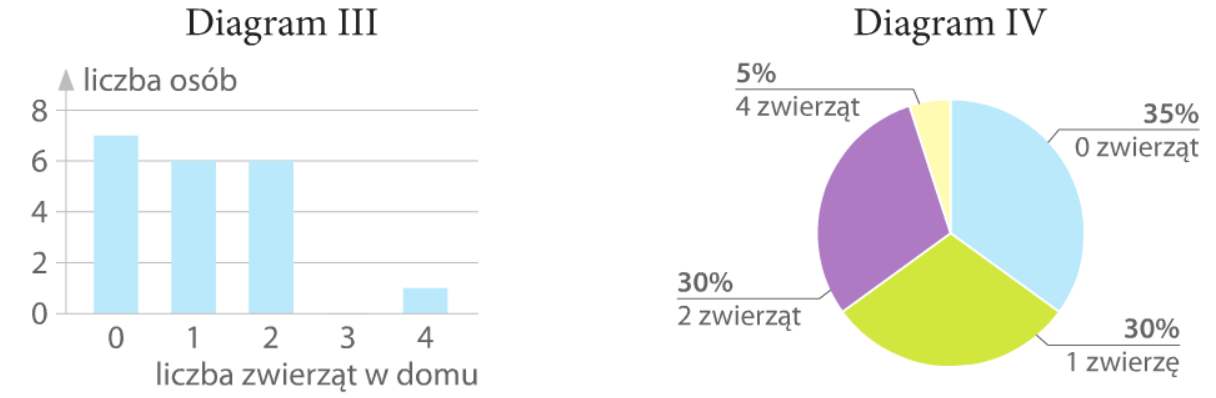 Diagram III
liczba osób
8
6
4
2
0
0 1 2 3 4
liczba zwierząt w domu
Diagram IV
5%
4 zwierząt
35%
0 zwierząt
30%
2 zwierząt
30%
1 zwierzę